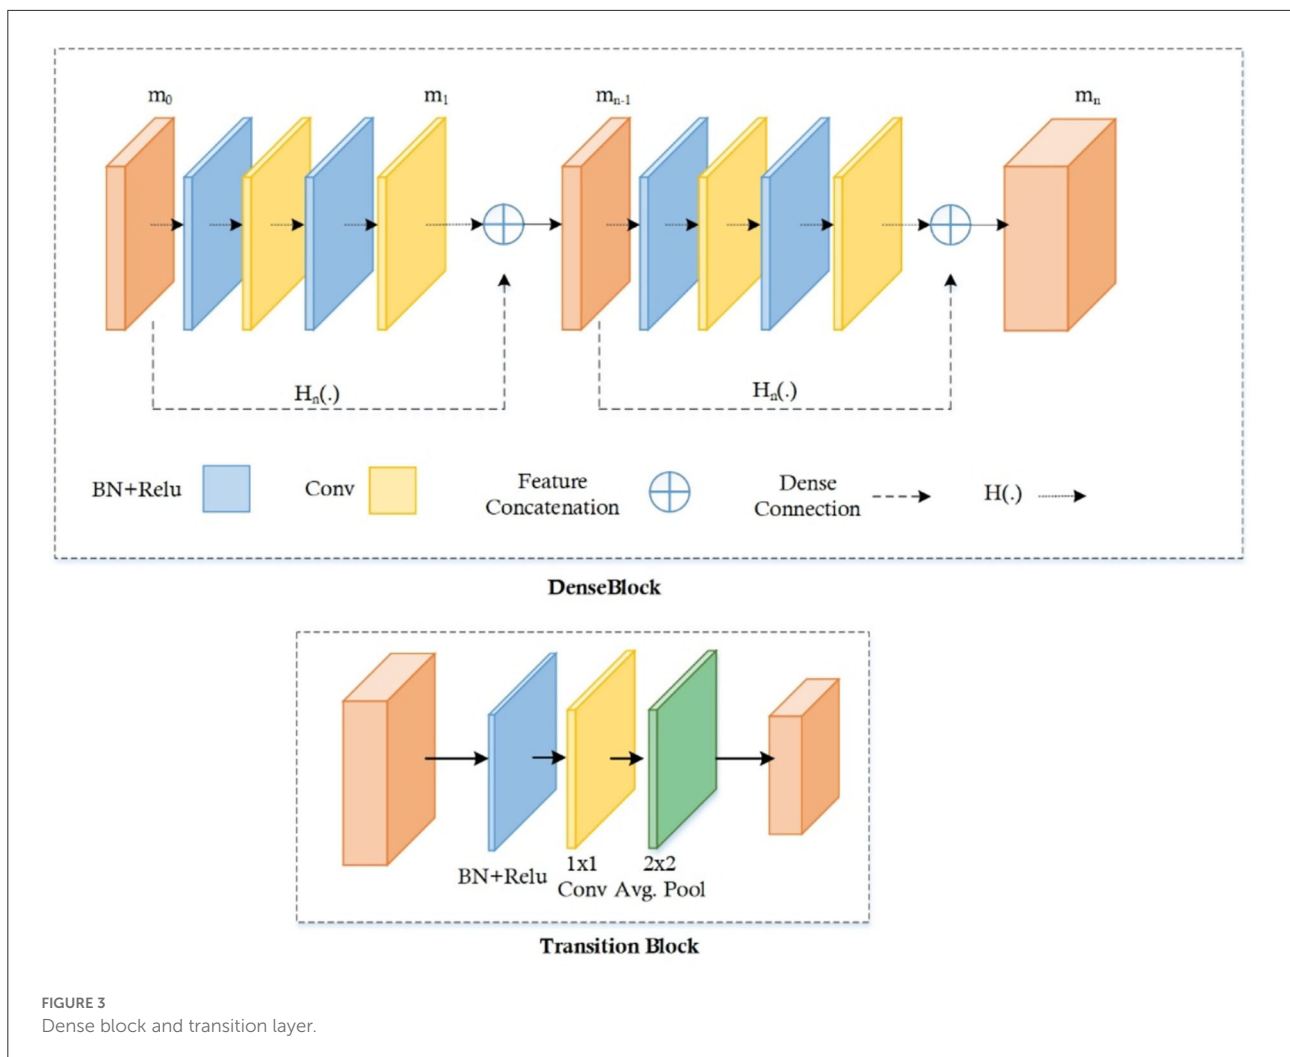 m₀ m₁ mₙ₋₁ mₙ
Hₙ(.) Hₙ(.)
BN+Relu Conv Feature
Concatenation Dense
Connection H(.)
DenseBlock
BN+Relu 1x1
Conv 2x2
Avg. Pool
Transition Block
FIGURE 3
Dense block and transition layer.